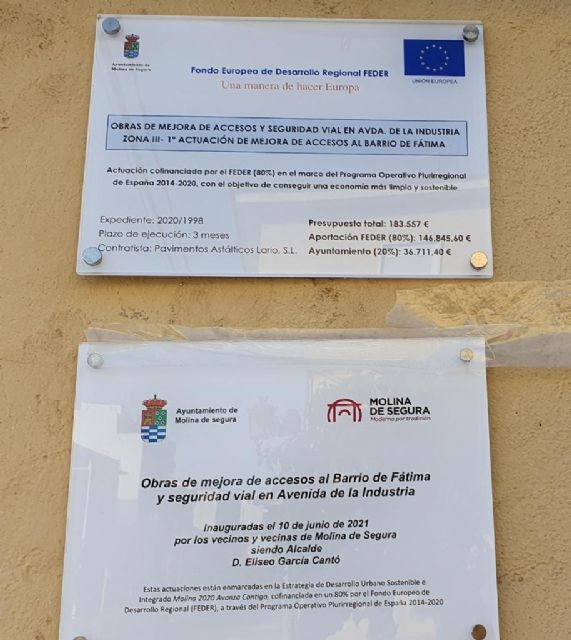 Ayuntamiento de
Molina de Segura
Fondo Europeo de Desarrollo Regional FEDER
Una manera de hacer Europa
UNION EUROPEA
OBRAS DE MEJORA DE ACCESOS Y SEGURIDAD VIAL EN AVDA. DE LA INDUSTRIA
ZONA III- 1ª ACTUACIÓN DE MEJORA DE ACCESOS AL BARRIO DE FÁTIMA
Actuación cofinanciada por el FEDER (80%) en el marco del Programa Operativo Plurirregional
de España 2014-2020, con el objetivo de conseguir una economía más limpia y sostenible
Expediente: 2020/1998
Plazo de ejecución: 3 meses
Contratista: Pavimentos Asfálticos Lario, S.L.
Presupuesto total: 183.557 €
Aportación FEDER (80%): 146.845,60 €
Ayuntamiento (20%): 36.711,40 €
Ayuntamiento de
Molina de segura
MOLINA
DE SEGURA
Moderna por tradición
Obras de mejora de accesos al Barrio de Fátima
y seguridad vial en Avenida de la Industria
Inauguradas el 10 de junio de 2021
por los vecinos y vecinas de Molina de Segura
siendo Alcalde
D. Eliseo García Cantó
Estas actuaciones están enmarcadas en la Estrategia de Desarrollo Urbano Sostenible e
Integrado Molina 2020 Avanza Contigo, cofinanciada en un 80% por el Fondo Europeo de
Desarrollo Regional (FEDER), a través del Programa Operativo Plurirregional de España 2014-2020